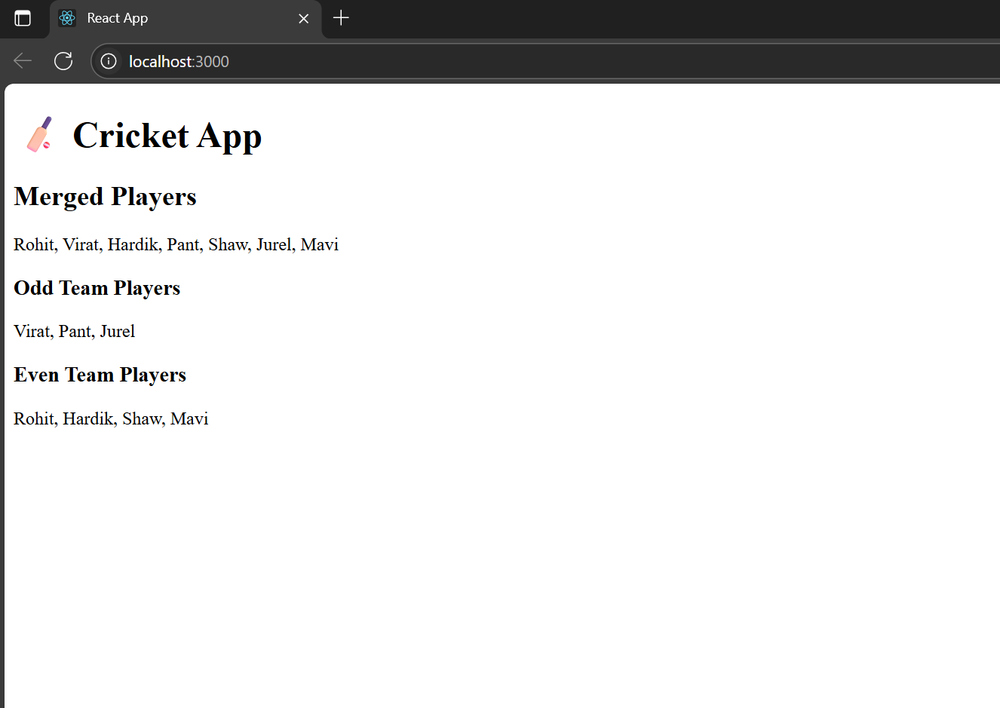 React App
localhost:3000
Cricket App
Merged Players
Rohit, Virat, Hardik, Pant, Shaw, Jurel, Mavi
Odd Team Players
Virat, Pant, Jurel
Even Team Players
Rohit, Hardik, Shaw, Mavi